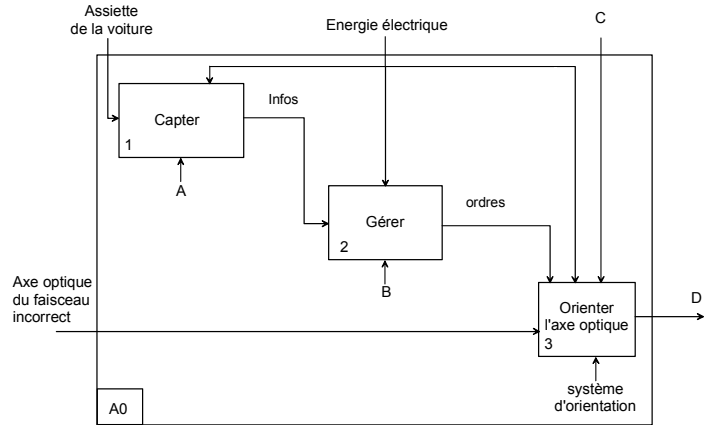 Assiette
de la voiture
Energie électrique
C
Infos
Capter
1
A
ordres
Gérer
2
B
Axe optique
du faisceau
incorrect
Orienter
l'axe optique
3
D
système
d'orientation
A0